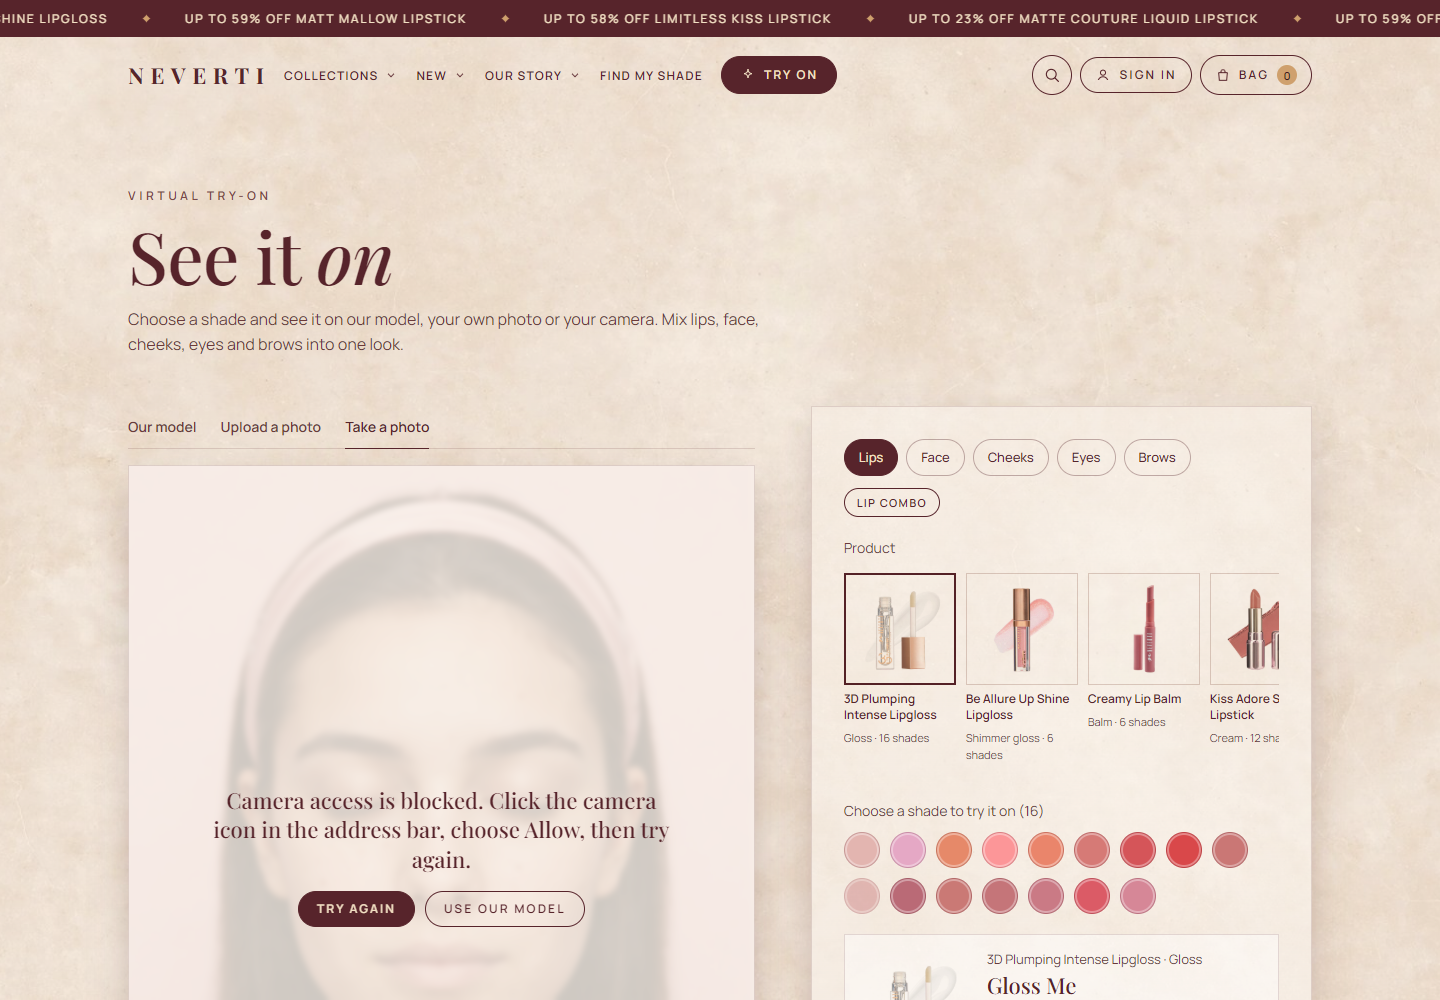 SHINE LIPGLOSS ◆ UP TO 59% OFF MATT MALLOW LIPSTICK ◆ UP TO 58% OFF LIMITLESS KISS LIPSTICK ◆ UP TO 23% OFF MATTE COUTURE LIQUID LIPSTICK ◆ UP TO 59% OFF
NEVERTI COLLECTIONS NEW OUR STORY FIND MY SHADE TRY ON SIGN IN BAG 0
VIRTUAL TRY-ON
See it on
Choose a shade and see it on our model, your own photo or your camera. Mix lips, face,
cheeks, eyes and brows into one look.
Our model Upload a photo Take a photo
Camera access is blocked. Click the camera
icon in the address bar, choose Allow, then try
again.
TRY AGAIN USE OUR MODEL
Lips Face Cheeks Eyes Brows
LIP COMBO
Product
3D Plumping
Intense Lipgloss
Gloss · 16 shades
Be Allure Up Shine
Lipgloss
Shimmer gloss · 6
shades
Creamy Lip Balm
Balm · 6 shades
Kiss Adore S
Lipstick
Cream · 12 sha
Choose a shade to try it on (16)
3D Plumping Intense Lipgloss · Gloss
Gloss Me